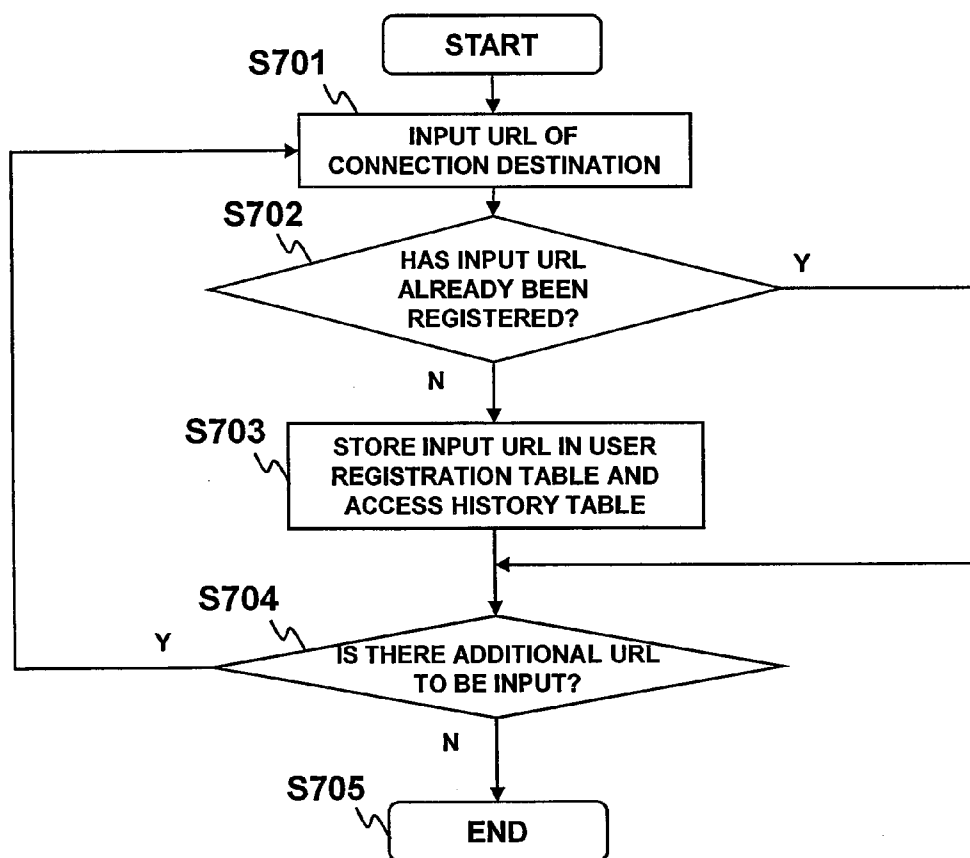 START
S701
INPUT URL OF
CONNECTION DESTINATION
S702
HAS INPUT URL
ALREADY BEEN
REGISTERED?
Y
N
S703
STORE INPUT URL IN USER
REGISTRATION TABLE AND
ACCESS HISTORY TABLE
S704
Y
IS THERE ADDITIONAL URL
TO BE INPUT?
N
S705
END